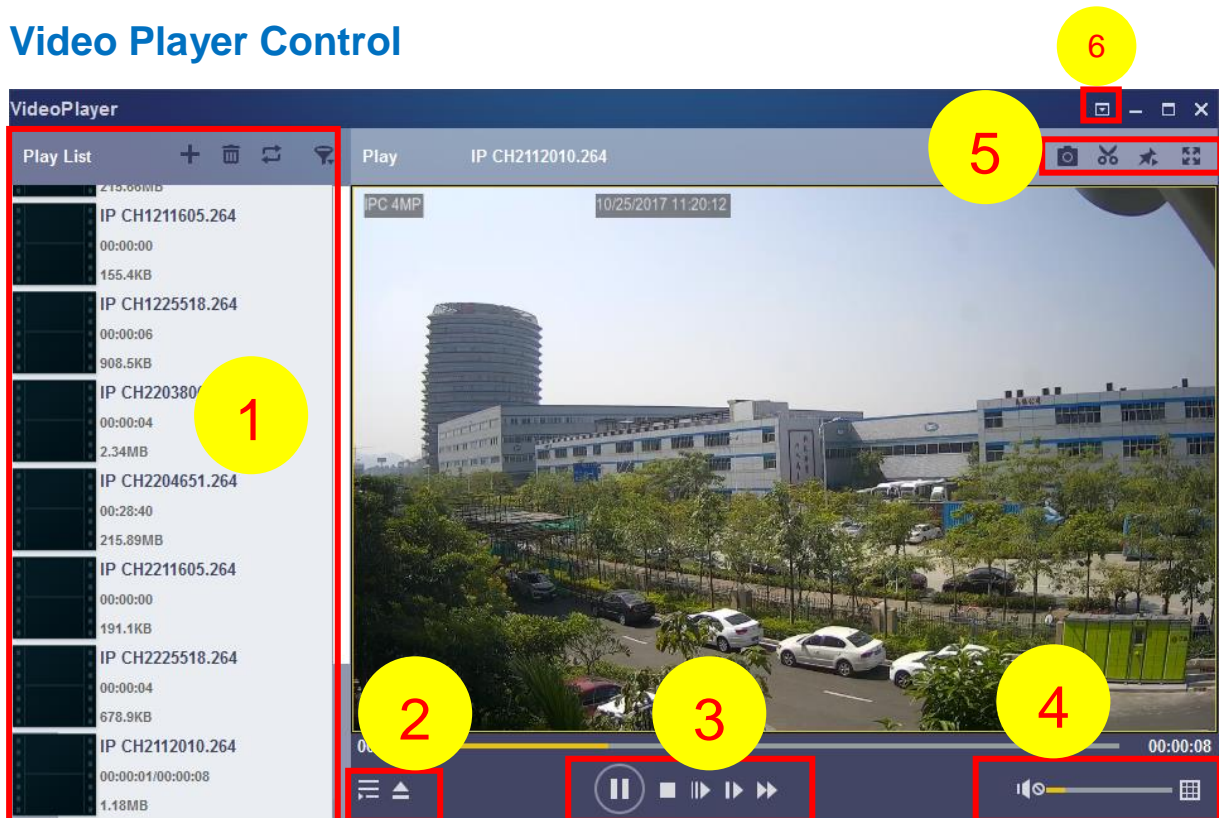 Video Player Control
6
VideoPlayer
5
Play List
Play IP CH2112010.264
215.66MB
IP CH1211605.264
00:00:00
155.4KB
IP CH1225518.264
00:00:06
908.5KB
00:00:04
2.34MB
IP CH2204651.264
00:28:40
215.89MB
IP CH2211605.264
00:00:00
191.1KB
IP CH2225518.264
00:00:04
678.9KB
IP CH2112010.264
00:00:01/00:00:08
1.18MB
1
IPC 4MP 10/25/2017 11:20:12
2
3
4
00:00:08